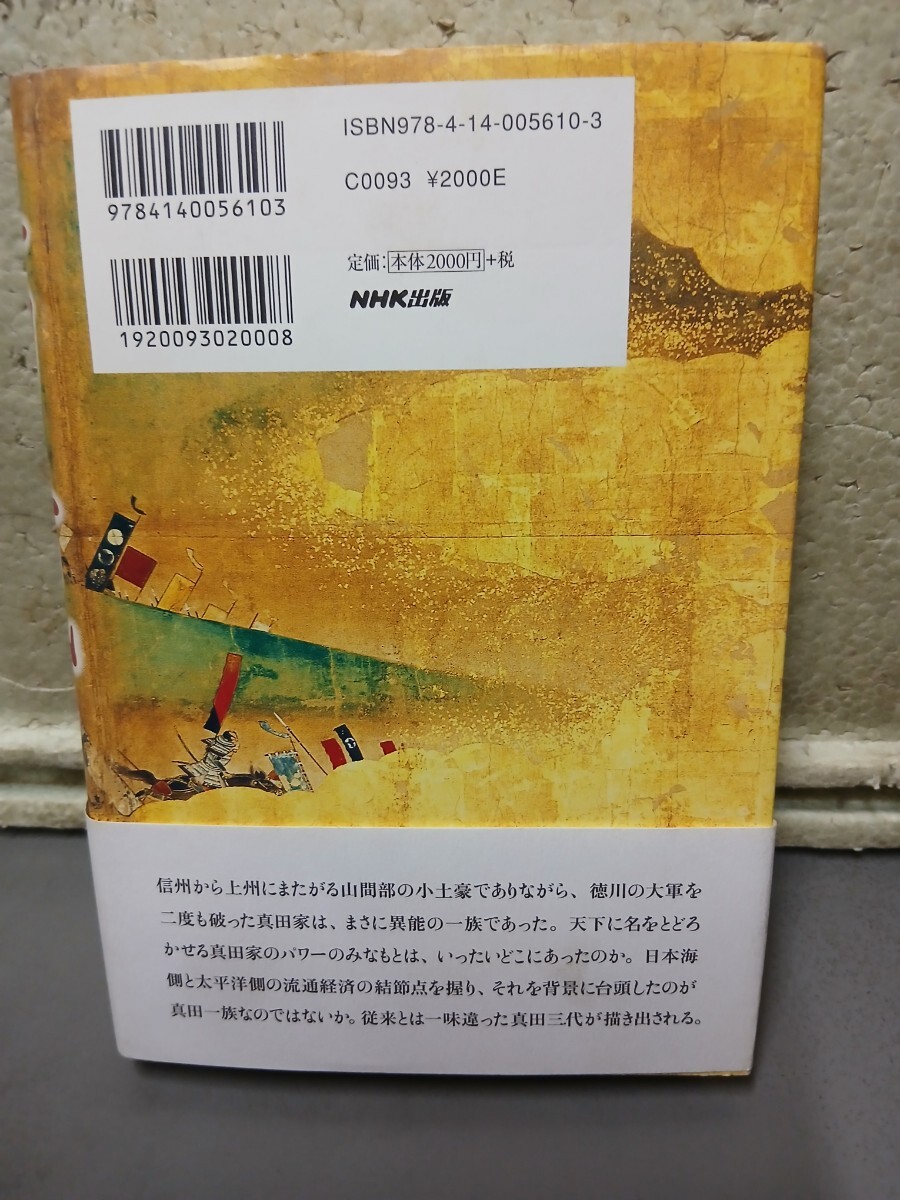 ISBN978-4-14-005610-3
9784140056103
C0093 ¥2000E
定価:本体2000円+税
NHK出版
1920093020008
信州から上州にまたがる山間部の小土豪でありながら、徳川の大軍を
二度も破った真田家は、まさに異能の一族であった。天下に名をとどろ
かせる真田家のパワーのみなもとは、いったいどこにあったのか。日本海
側と太平洋側の流通経済の結節点を握り、それを背景に台頭したのが
真田一族なのではないか。従来とは一味違った真田三代が描き出される。